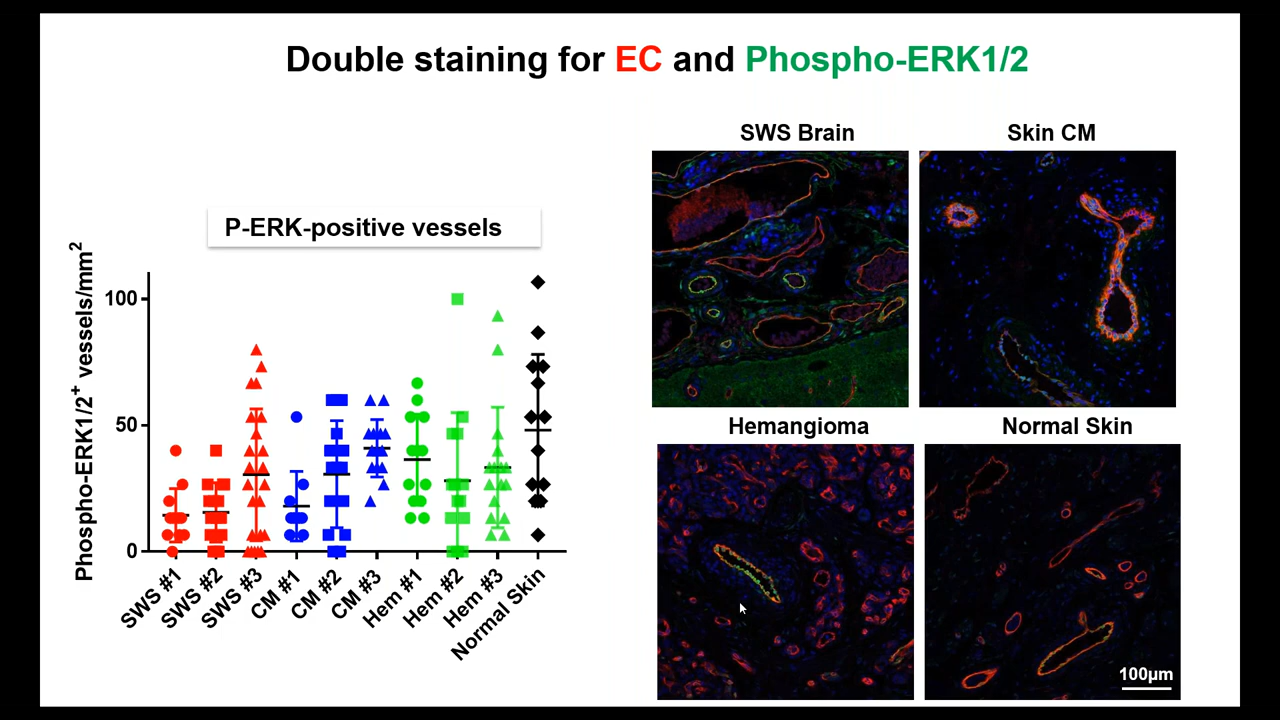 Double staining for EC and Phospho-ERK1/2
P-ERK-positive vessels
Phospho-ERK1/2⁺ vessels/mm²
100
50
0
SWS #1
SWS #2
SWS #3
CM #1
CM #2
CM #3
Hem #1
Hem #2
Hem #3
Normal Skin
SWS Brain
Skin CM
Hemangioma
Normal Skin
100μm